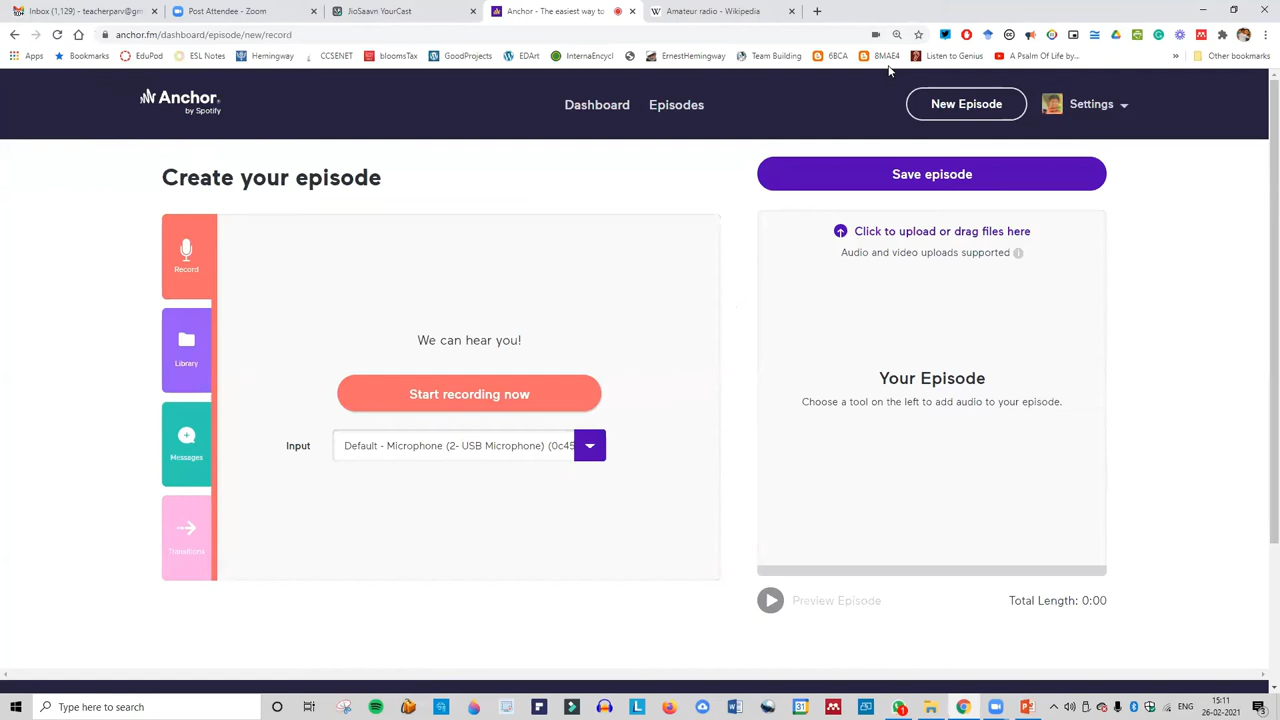 Inbox (1,129) - teacherparv@gm
Post Attendee - Zoom
JioSaavn YourCast
Anchor - The easiest way to
Amateur radio - Wikipedia
anchor.fm/dashboard/episode/new/record
Apps
Bookmarks
EduPod
ESL Notes
Hemingway
CCSENET
bloomsTax
GoodProjects
EDArt
InternaEncycl
ErnestHemingway
Team Building
6BCA
8MAE4
Listen to Genius
A Psalm Of Life by...
»
Other bookmarks
Anchor
by Spotify
Dashboard
Episodes
New Episode
Settings
Create your episode
Save episode
Record
Library
Messages
Transitions
We can hear you!
Start recording now
Input
Default - Microphone (2- USB Microphone) (0c45
Click to upload or drag files here
Audio and video uploads supported
Your Episode
Choose a tool on the left to add audio to your episode.
Preview Episode
Total Length: 0:00
Type here to search
ENG
15:11
26-02-2021